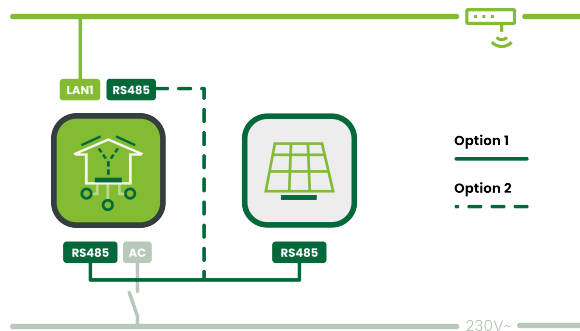 LAN1 RS485
Option 1
Option 2
RS485 AC RS485
230V~